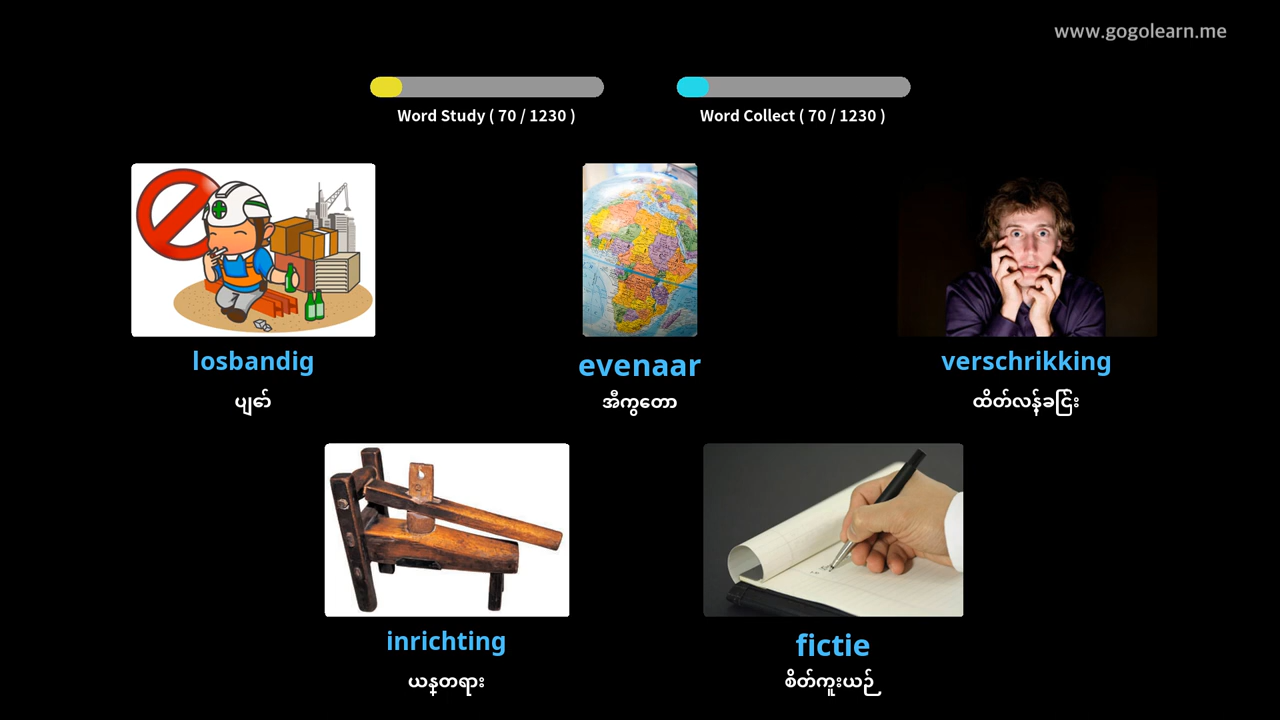 www.gogolearn.me
Word Study ( 70 / 1230 )
Word Collect ( 70 / 1230 )
losbandig
ပျော်
evenaar
အီကွတော
verschrikking
ထိတ်လန့်ခြင်း
inrichting
ယန္တရား
fictie
စိတ်ကူးယဉ်